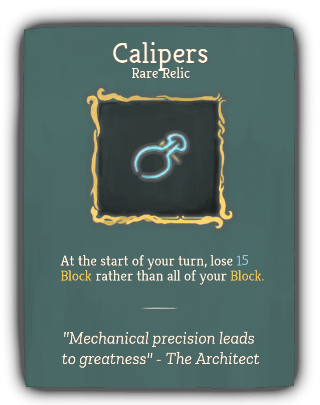 Calipers
Rare Relic
At the start of your turn, lose 15
Block rather than all of your Block.
"Mechanical precision leads
to greatness" - The Architect